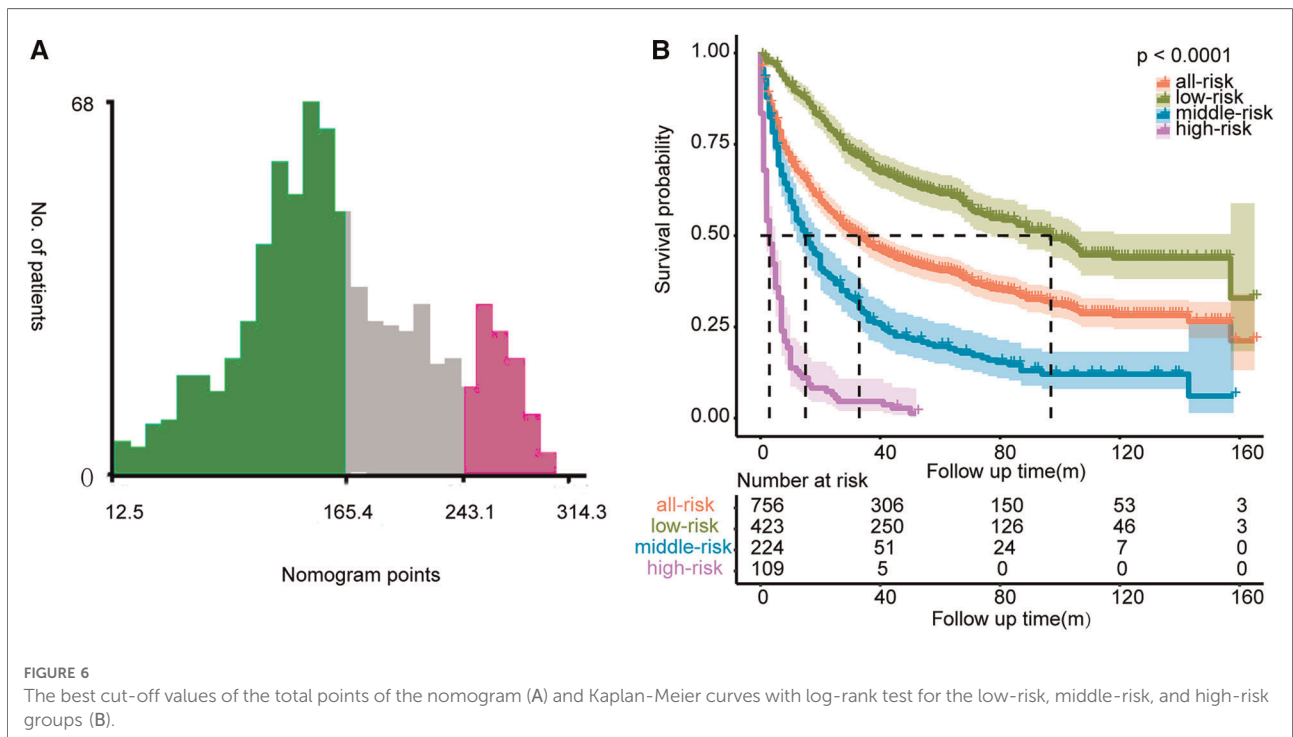 A
68
No. of patients
0
12.5 165.4 243.1 314.3
Nomogram points
B
1.00
0.75
0.50
0.25
0.00
Survival probability
p < 0.0001
all-risk
low-risk
middle-risk
high-risk
0 40 80 120 160
Follow up time(m)
Number at risk
all-risk 756 306 150 53 3
low-risk 423 250 126 46 3
middle-risk 224 51 24 7 0
high-risk 109 5 0 0 0
0 40 80 120 160
Follow up time(m)
FIGURE 6
The best cut-off values of the total points of the nomogram (A) and Kaplan-Meier curves with log-rank test for the low-risk, middle-risk, and high-risk
groups (B).